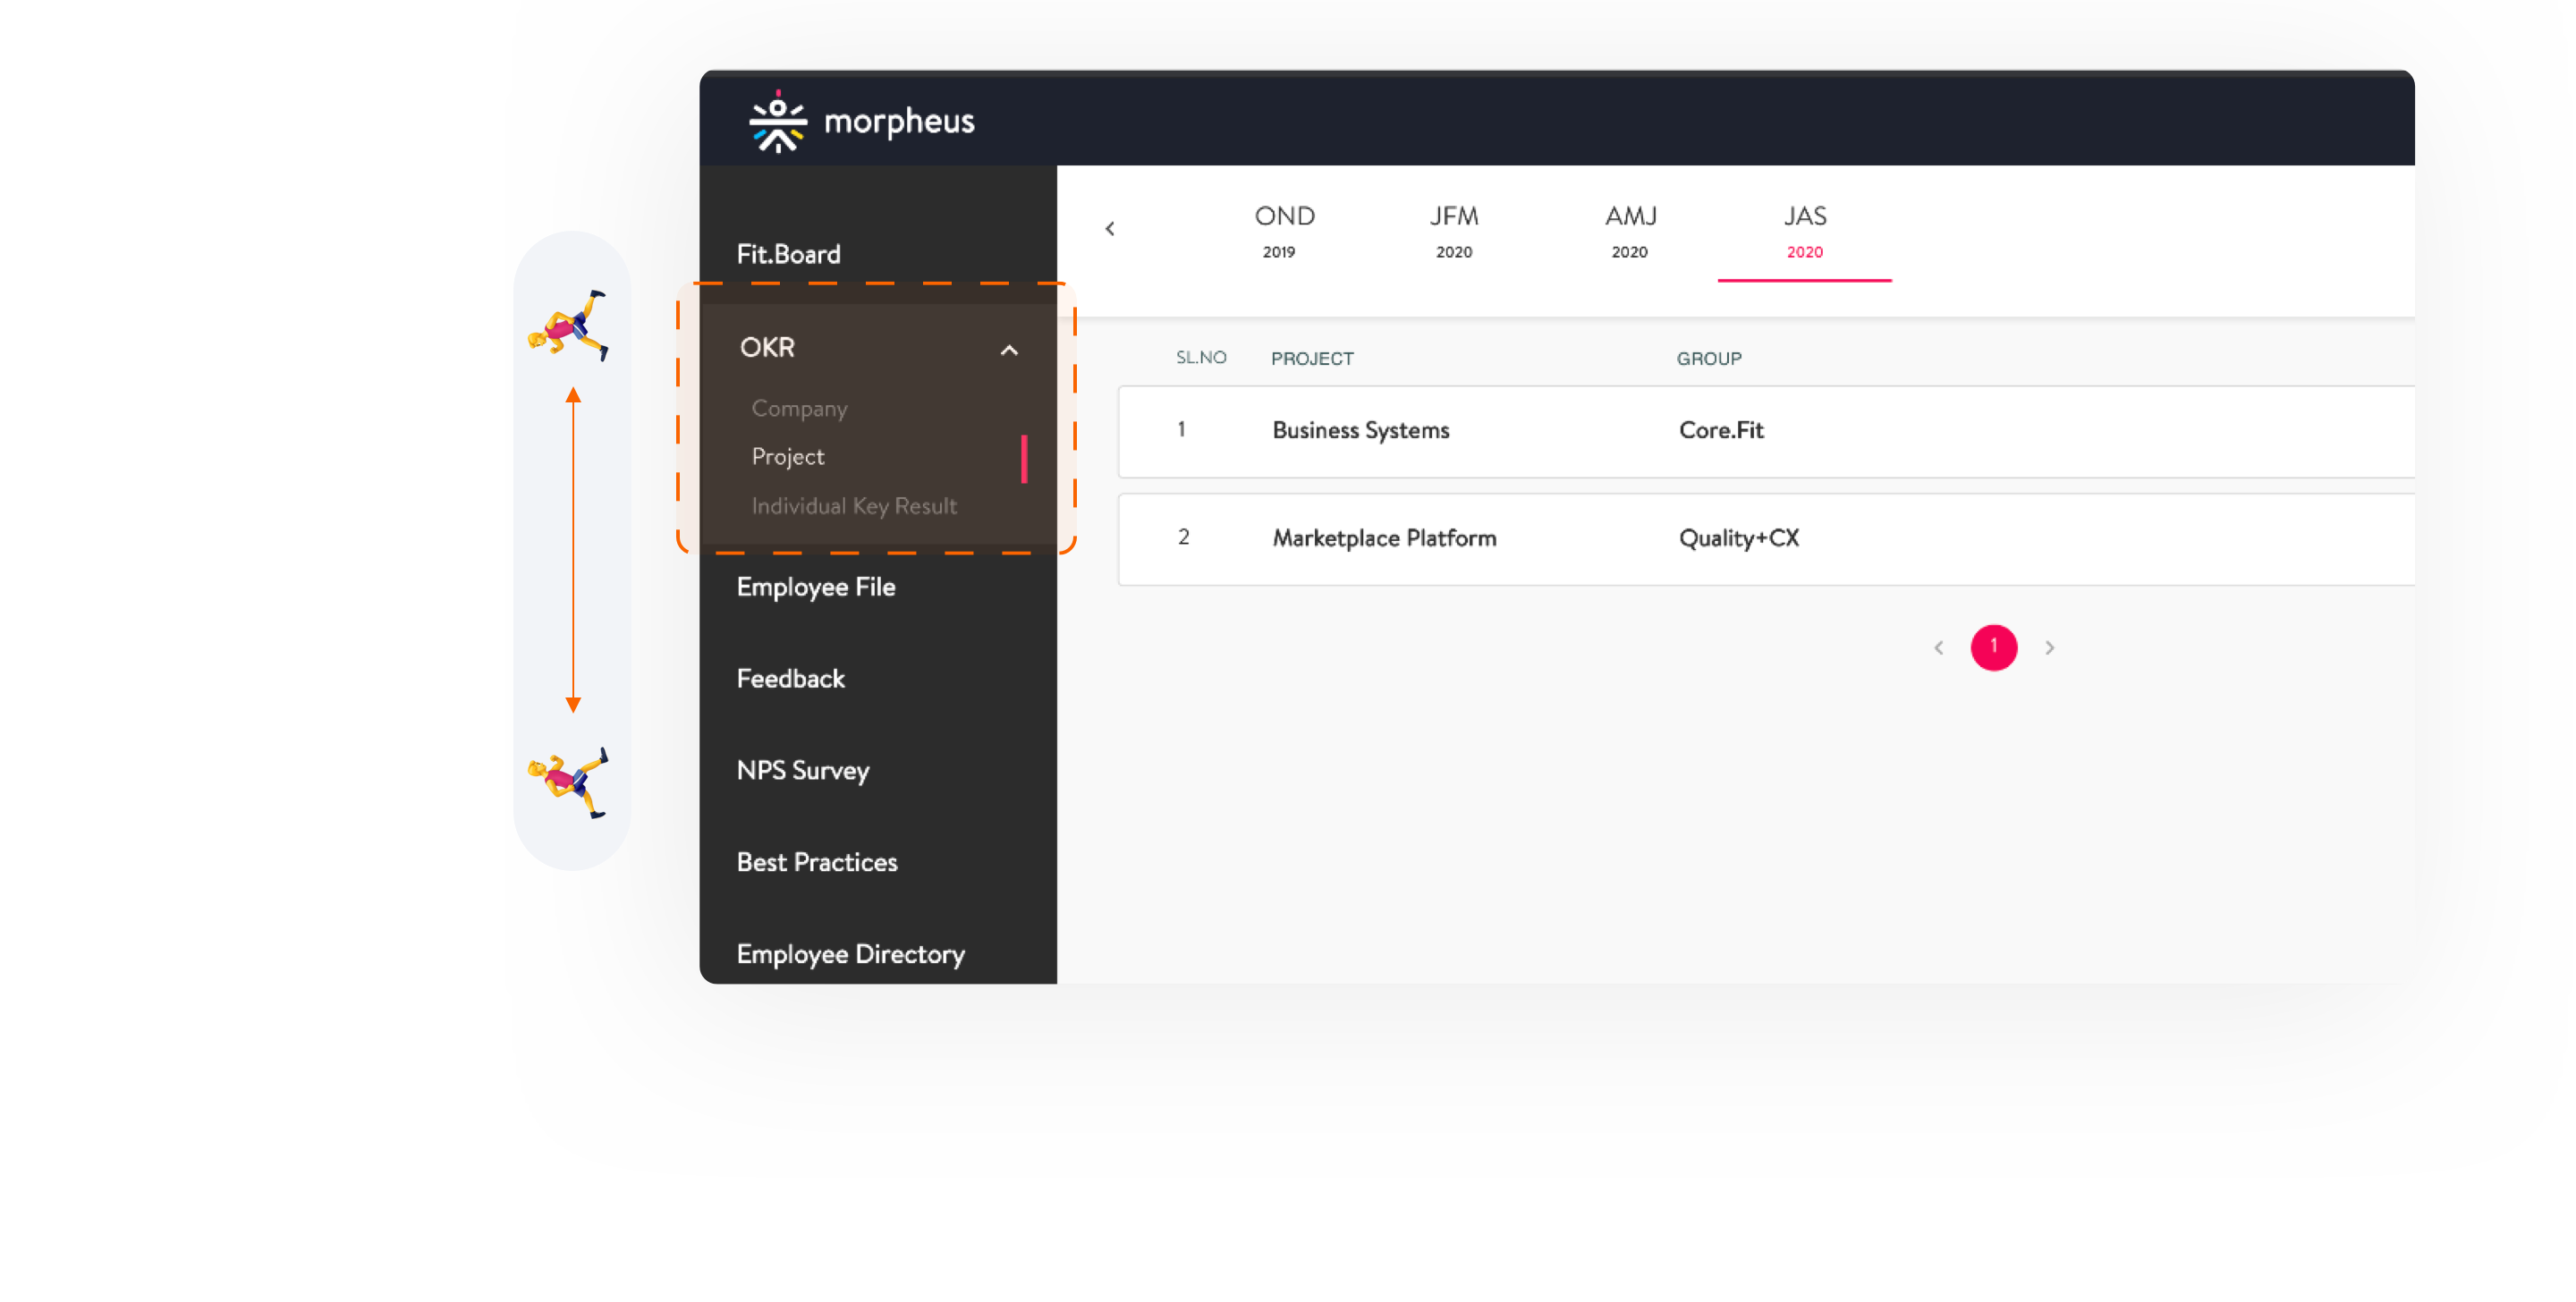 morpheus
Fit.Board
OKR
Company
Project
Individual Key Result
Employee File
Feedback
NPS Survey
Best Practices
Employee Directory
OND JFM AMJ JAS
2019 2020 2020 2020
SL.NO PROJECT GROUP
1 Business Systems Core.Fit
2 Marketplace Platform Quality+CX
1